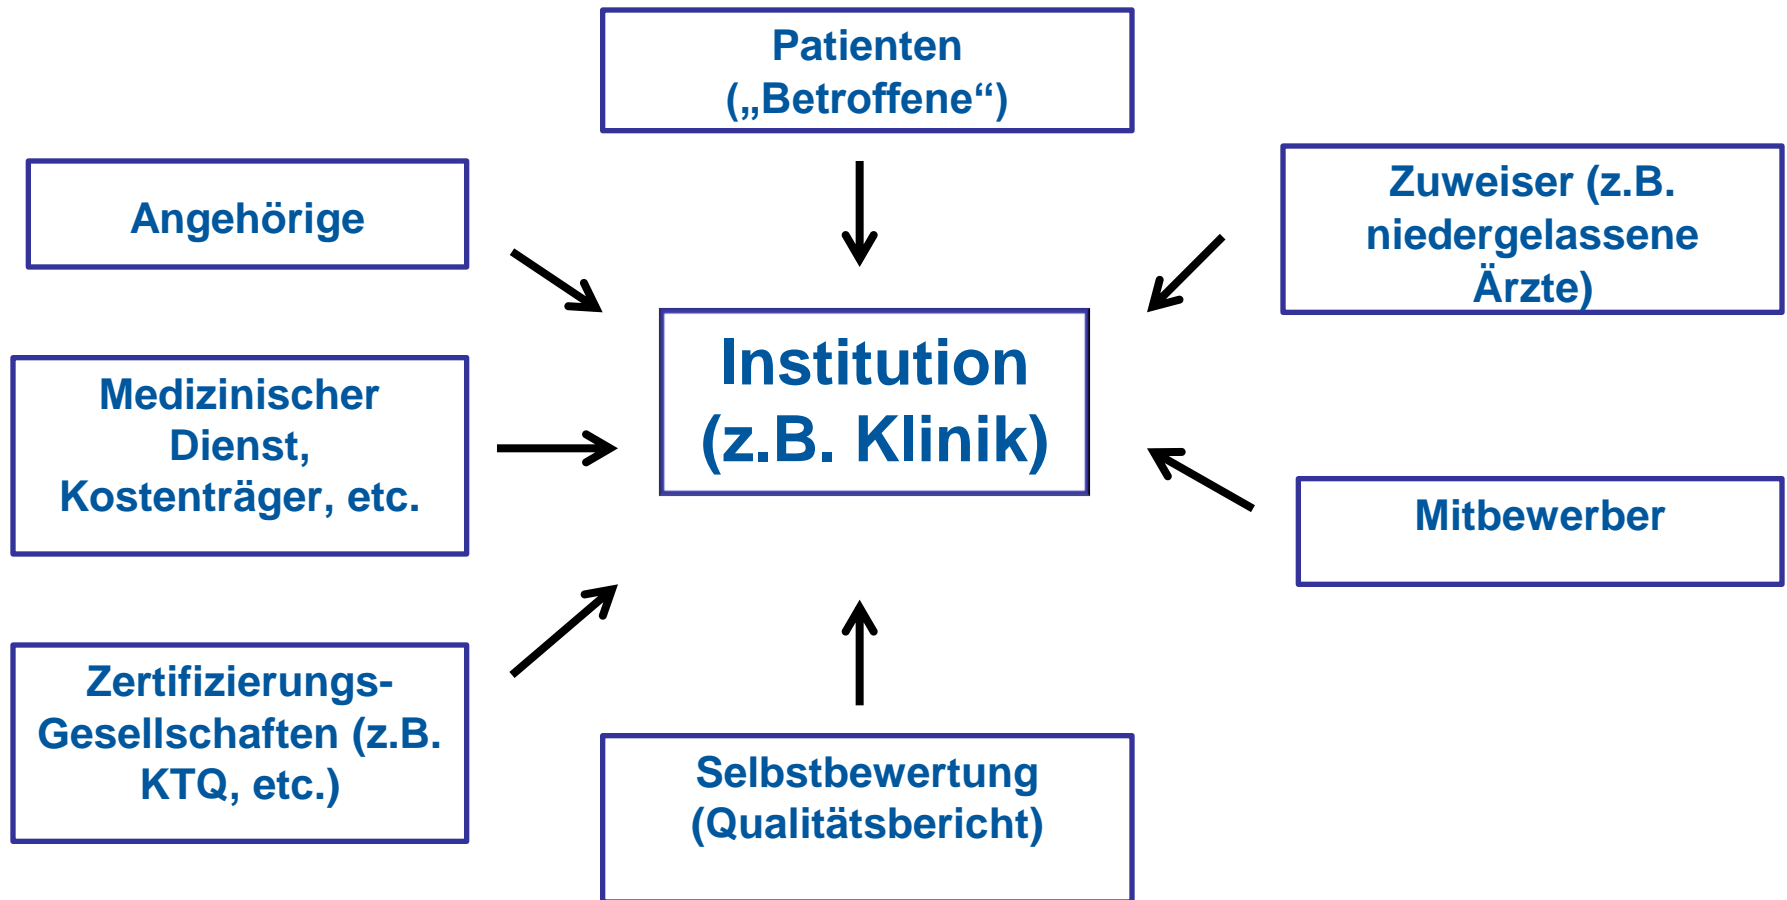 Patienten
(„Betroffene“)
Angehörige
Zuweiser (z.B.
niedergelassene
Ärzte)
Institution
(z.B. Klinik)
Medizinischer
Dienst,
Kostenträger, etc.
Mitbewerber
Zertifizierungs-
Gesellschaften (z.B.
KTQ, etc.)
Selbstbewertung
(Qualitätsbericht)